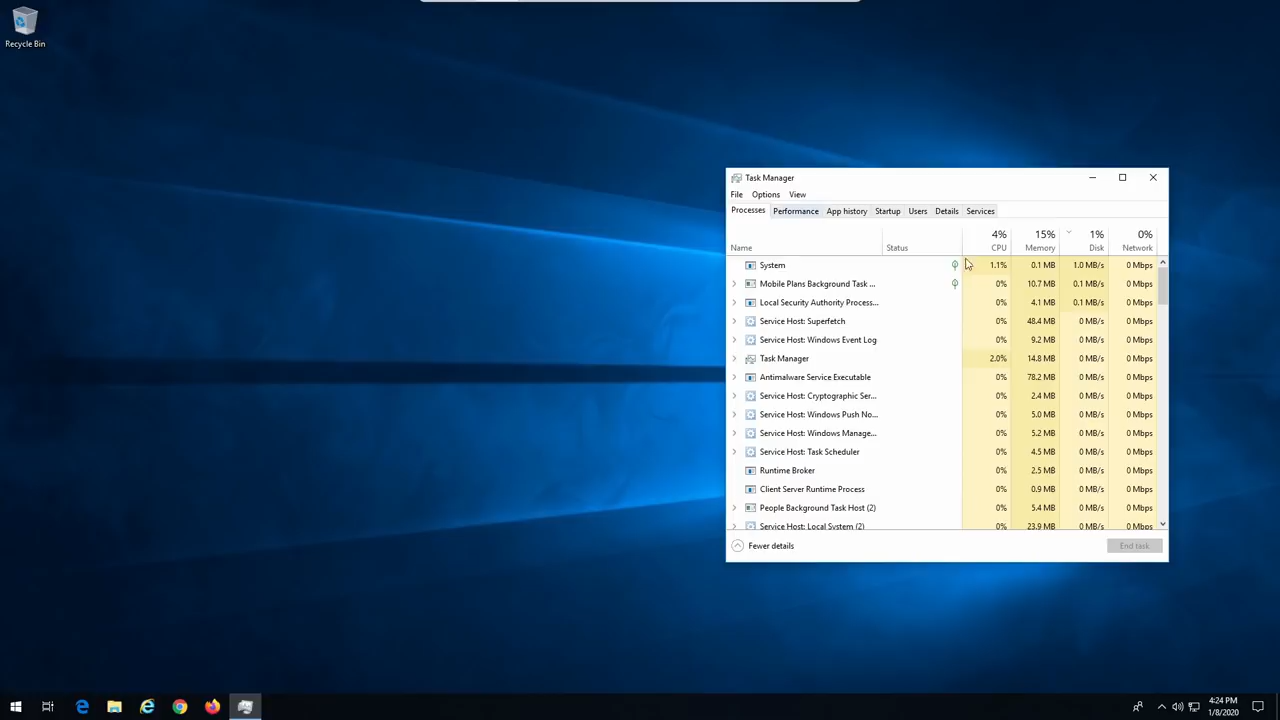 Recycle Bin
Task Manager
File Options View
Processes Performance App history Startup Users Details Services
4% 15% 1% 0%
Name Status CPU Memory Disk Network
System 1.1% 0.1 MB 1.0 MB/s 0 Mbps
Mobile Plans Background Task ... 0% 10.7 MB 0.1 MB/s 0 Mbps
Local Security Authority Process... 0% 4.1 MB 0.1 MB/s 0 Mbps
Service Host: Superfetch 0% 48.4 MB 0 MB/s 0 Mbps
Service Host: Windows Event Log 0% 9.2 MB 0 MB/s 0 Mbps
Task Manager 2.0% 14.8 MB 0 MB/s 0 Mbps
Antimalware Service Executable 0% 78.2 MB 0 MB/s 0 Mbps
Service Host: Cryptographic Ser... 0% 2.4 MB 0 MB/s 0 Mbps
Service Host: Windows Push No... 0% 5.0 MB 0 MB/s 0 Mbps
Service Host: Windows Manage... 0% 5.2 MB 0 MB/s 0 Mbps
Service Host: Task Scheduler 0% 4.5 MB 0 MB/s 0 Mbps
Runtime Broker 0% 2.5 MB 0 MB/s 0 Mbps
Client Server Runtime Process 0% 0.9 MB 0 MB/s 0 Mbps
People Background Task Host (2) 0% 5.4 MB 0 MB/s 0 Mbps
Service Host: Local System (2) 0% 23.9 MB 0 MB/s 0 Mbps
Fewer details End task
4:24 PM
1/8/2020